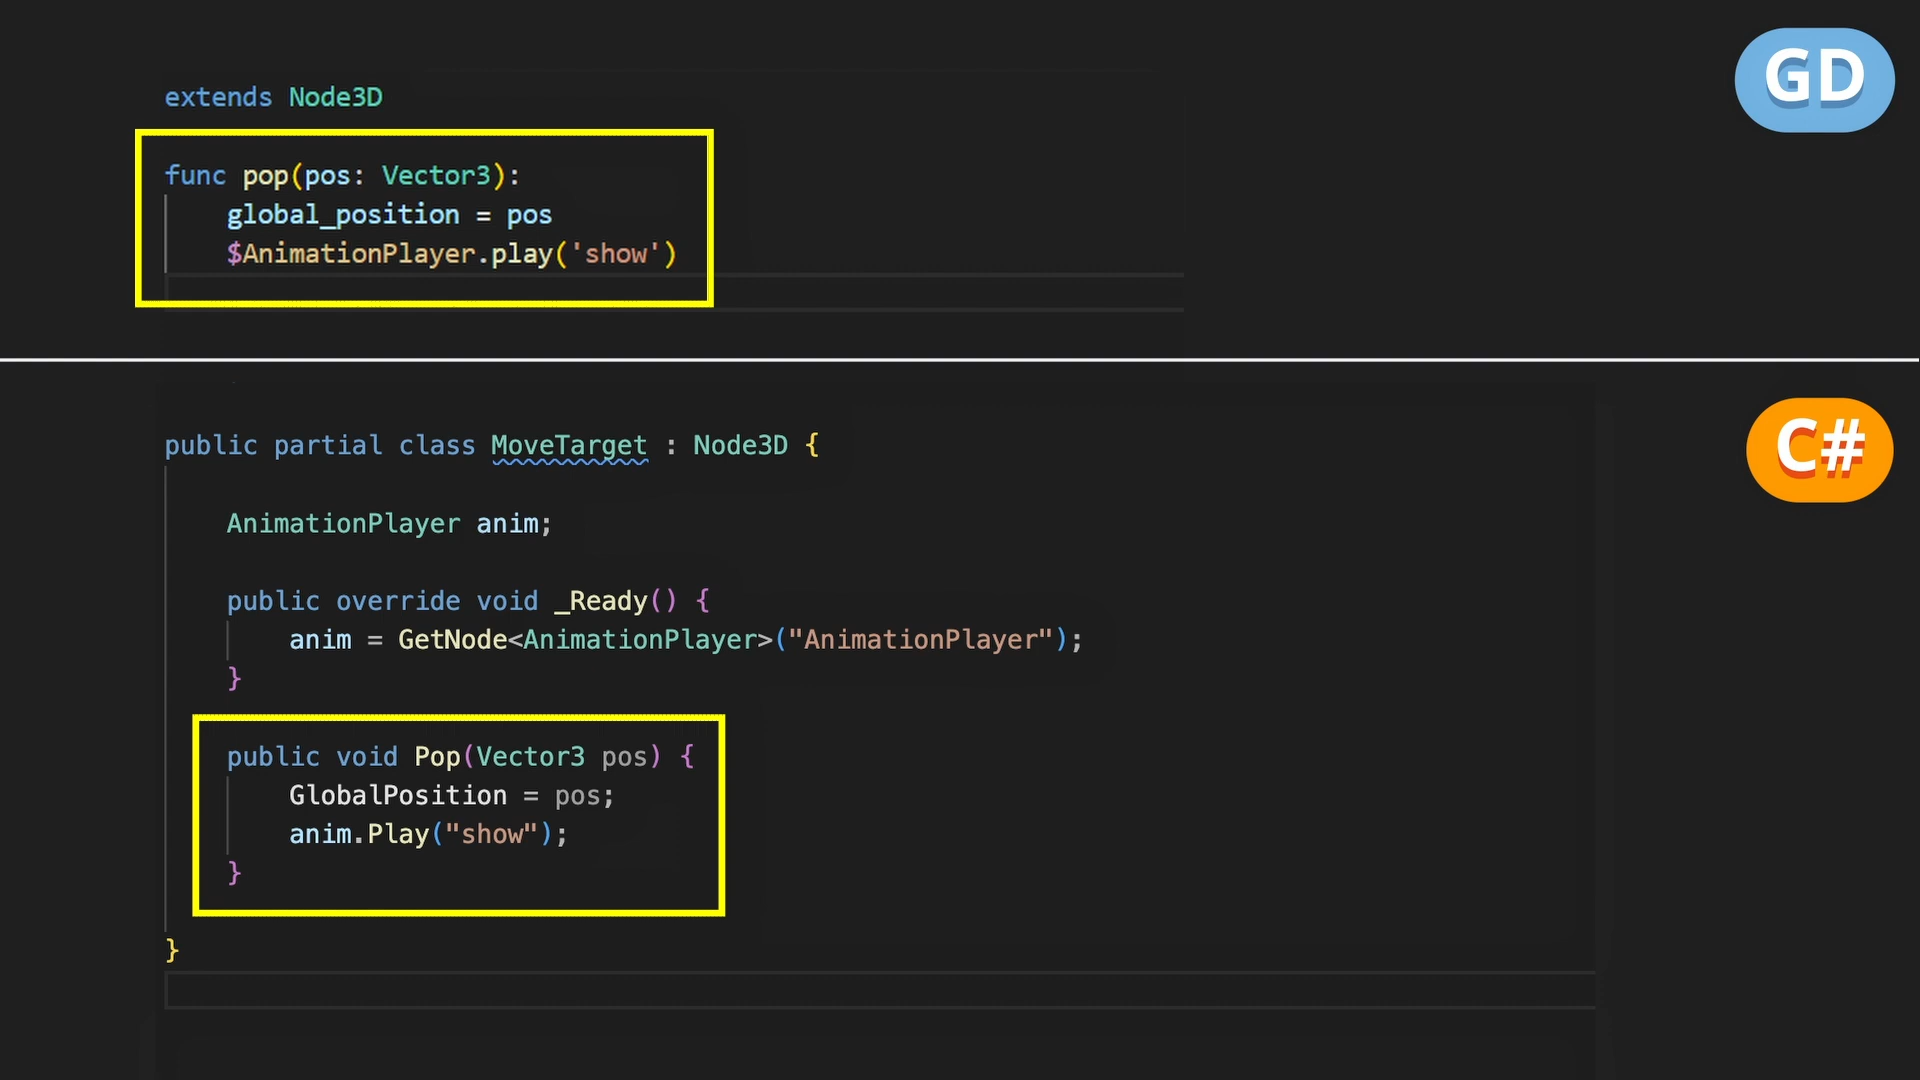 GD
extends Node3D
func pop(pos: Vector3):
    global_position = pos
    $AnimationPlayer.play('show')
C#
public partial class MoveTarget : Node3D {
    AnimationPlayer anim;
    public override void _Ready() {
        anim = GetNode<AnimationPlayer>("AnimationPlayer");
    }
    public void Pop(Vector3 pos) {
        GlobalPosition = pos;
        anim.Play("show");
    }
}